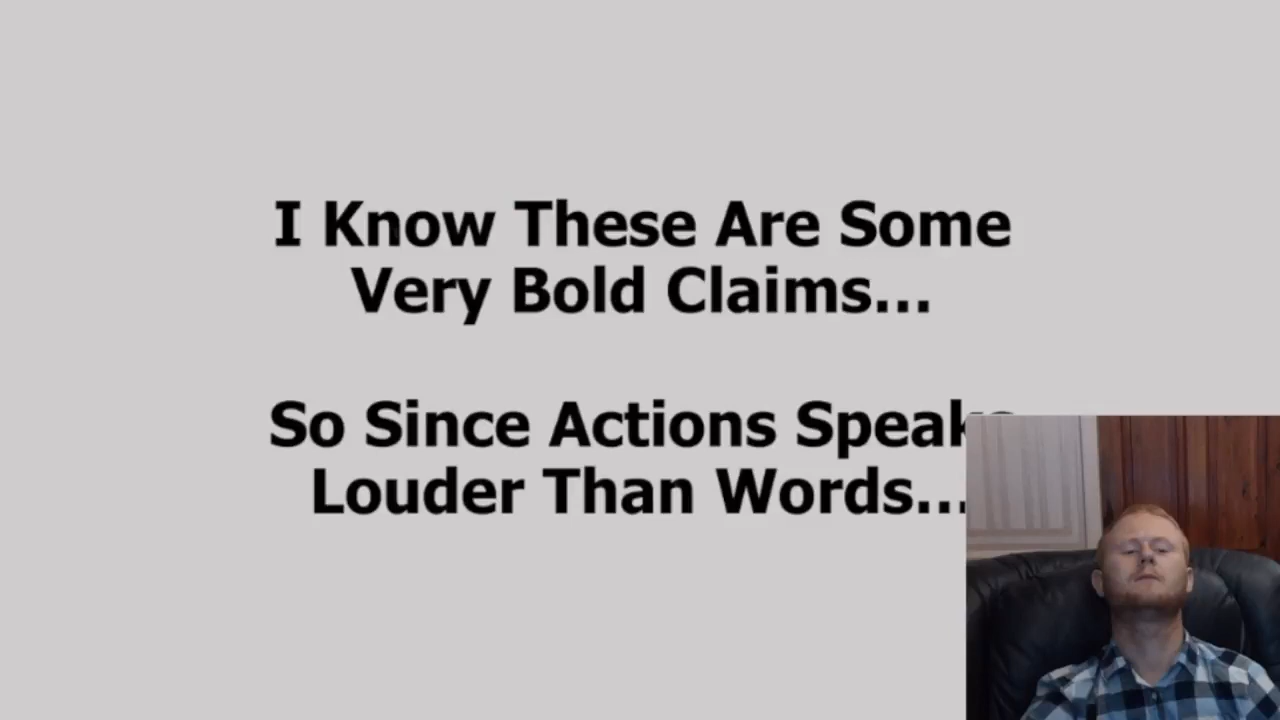 I Know These Are Some
Very Bold Claims...
So Since Actions Speak
Louder Than Words...